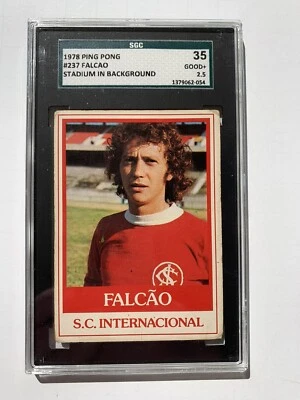 SGC
1978 PING PONG
#237 FALCAO
STADIUM IN BACKGROUND
35
GOOD+
2.5
1379062-054
FALCÃO
S.C. INTERNACIONAL